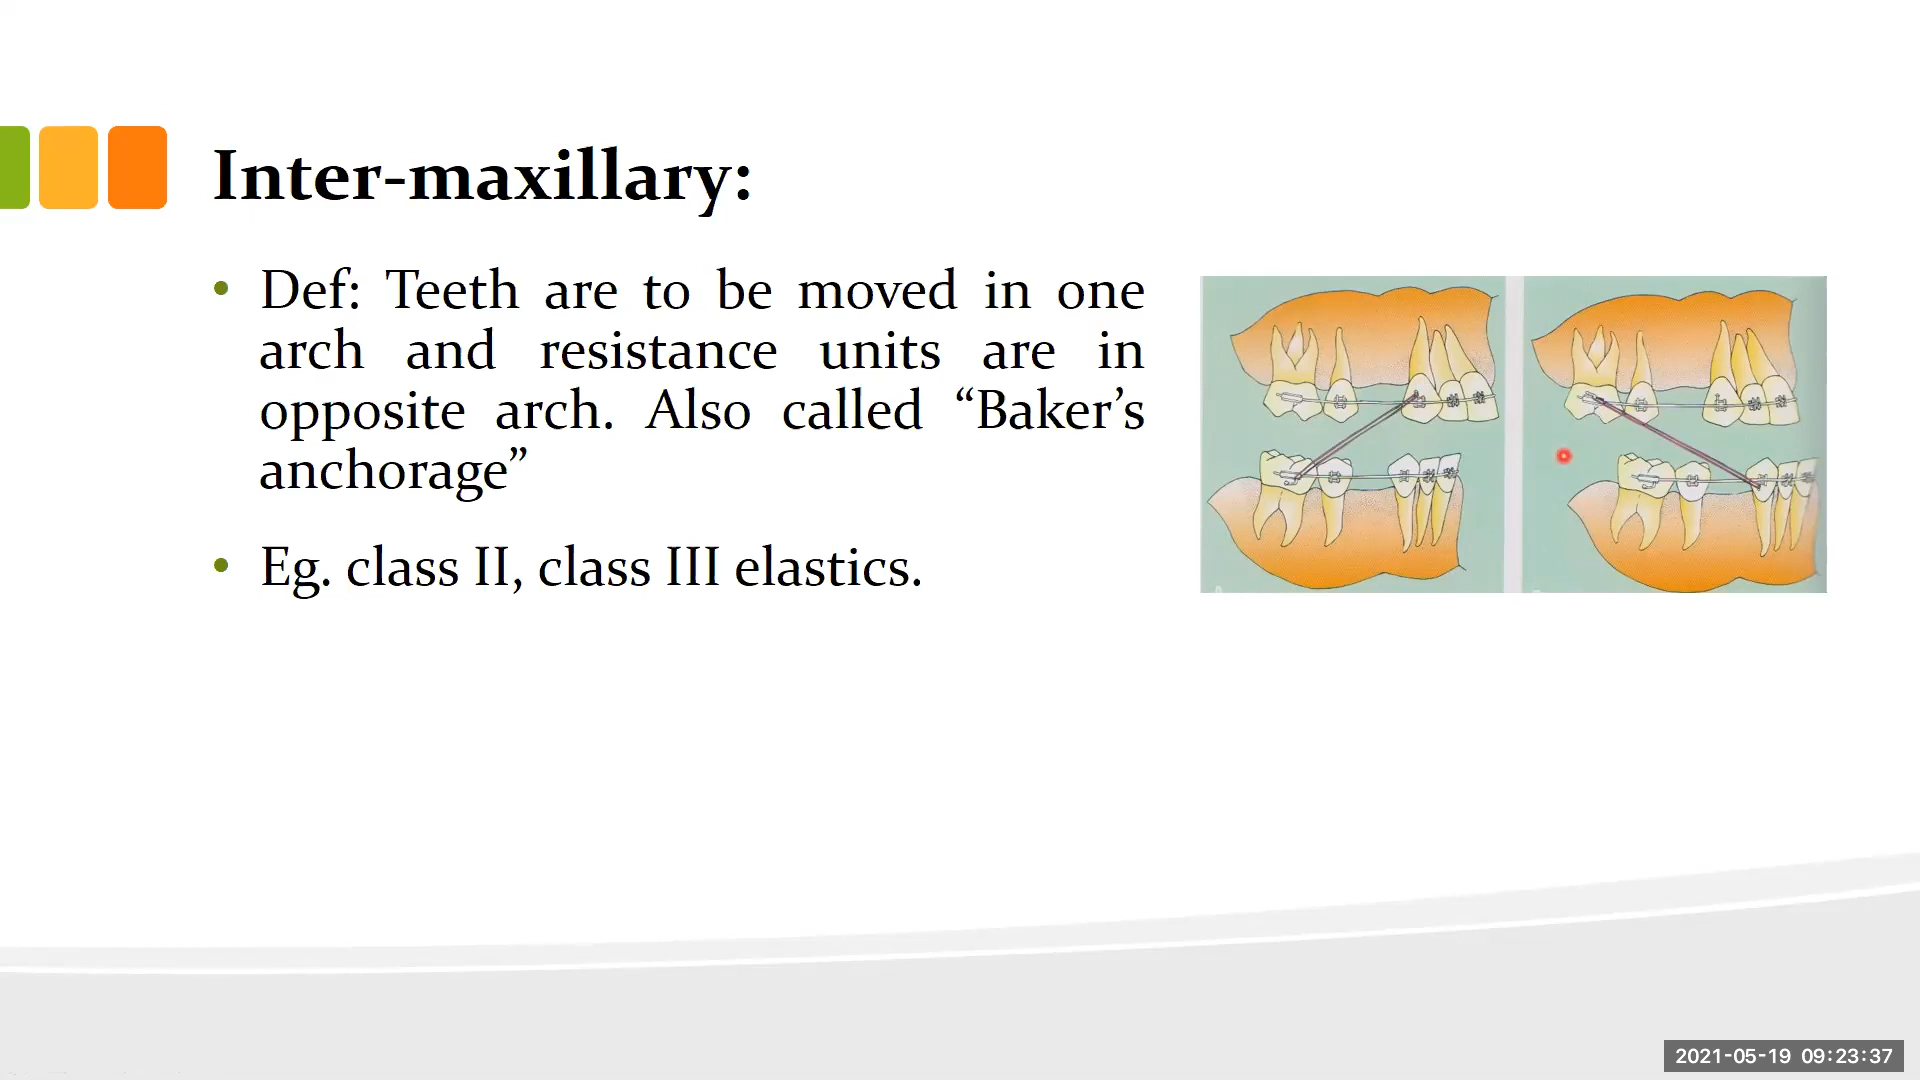 Inter-maxillary:
• Def: Teeth are to be moved in one
arch and resistance units are in
opposite arch. Also called “Baker’s
anchorage”
• Eg. class II, class III elastics.
2021-05-19 09:23:37